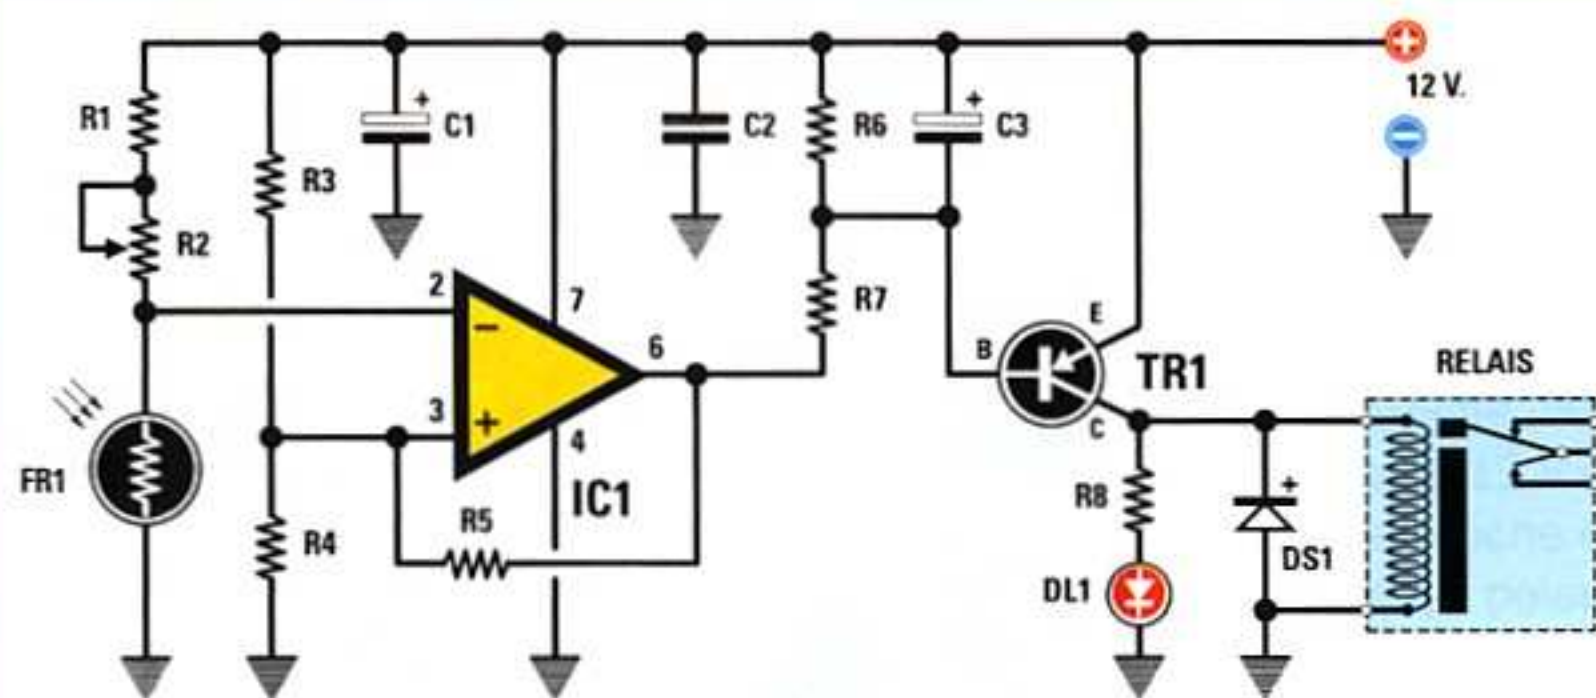 R1
R2
FR1
R3
R4
C1
2
3
7
4
6
IC1
R5
C2
R6
R7
C3
B
E
C
TR1
R8
DL1
DS1
12 V.
RELAIS